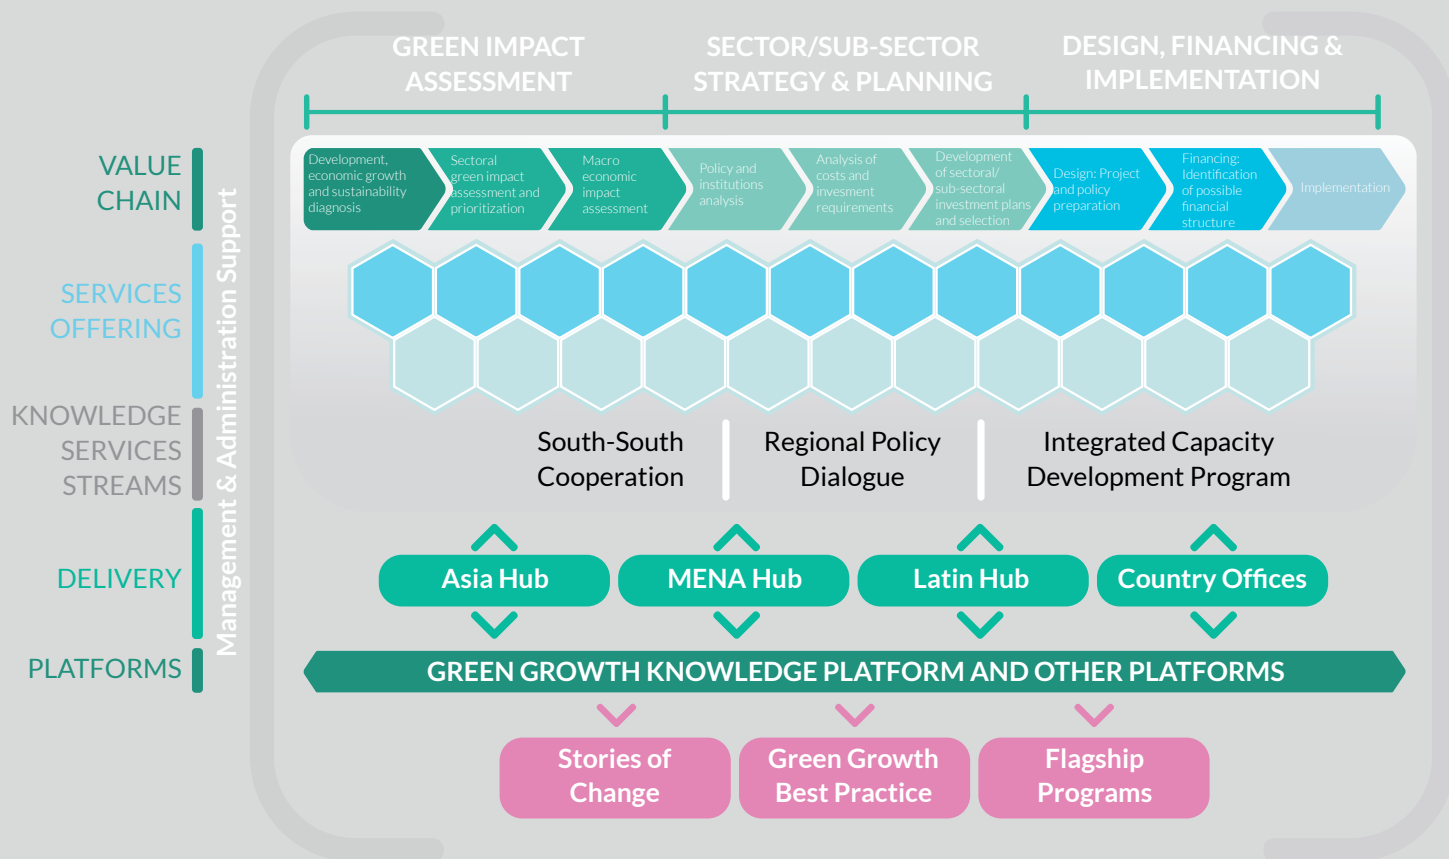 GREEN IMPACT
ASSESSMENT
SECTOR/SUB-SECTOR
STRATEGY & PLANNING
DESIGN, FINANCING &
IMPLEMENTATION
VALUE
CHAIN
Development,
economic growth
and sustainability
diagnosis
Sectoral
green impact
assessment and
prioritization
Macro
economic
impact
assessment
Policy and
institutions
analysis
Analysis of
costs and
invesment
requirements
Development
of sectoral/
sub-sectoral
investment plans
and selection
Design: Project
and policy
preparation
Financing:
Identification
of possible
financial
structure
Implementation
Management & Administration Support
SERVICES
OFFERING
KNOWLEDGE
SERVICES
STREAMS
South-South
Cooperation
Regional Policy
Dialogue
Integrated Capacity
Development Program
DELIVERY
Asia Hub
MENA Hub
Latin Hub
Country Offices
PLATFORMS
GREEN GROWTH KNOWLEDGE PLATFORM AND OTHER PLATFORMS
Stories of
Change
Green Growth
Best Practice
Flagship
Programs